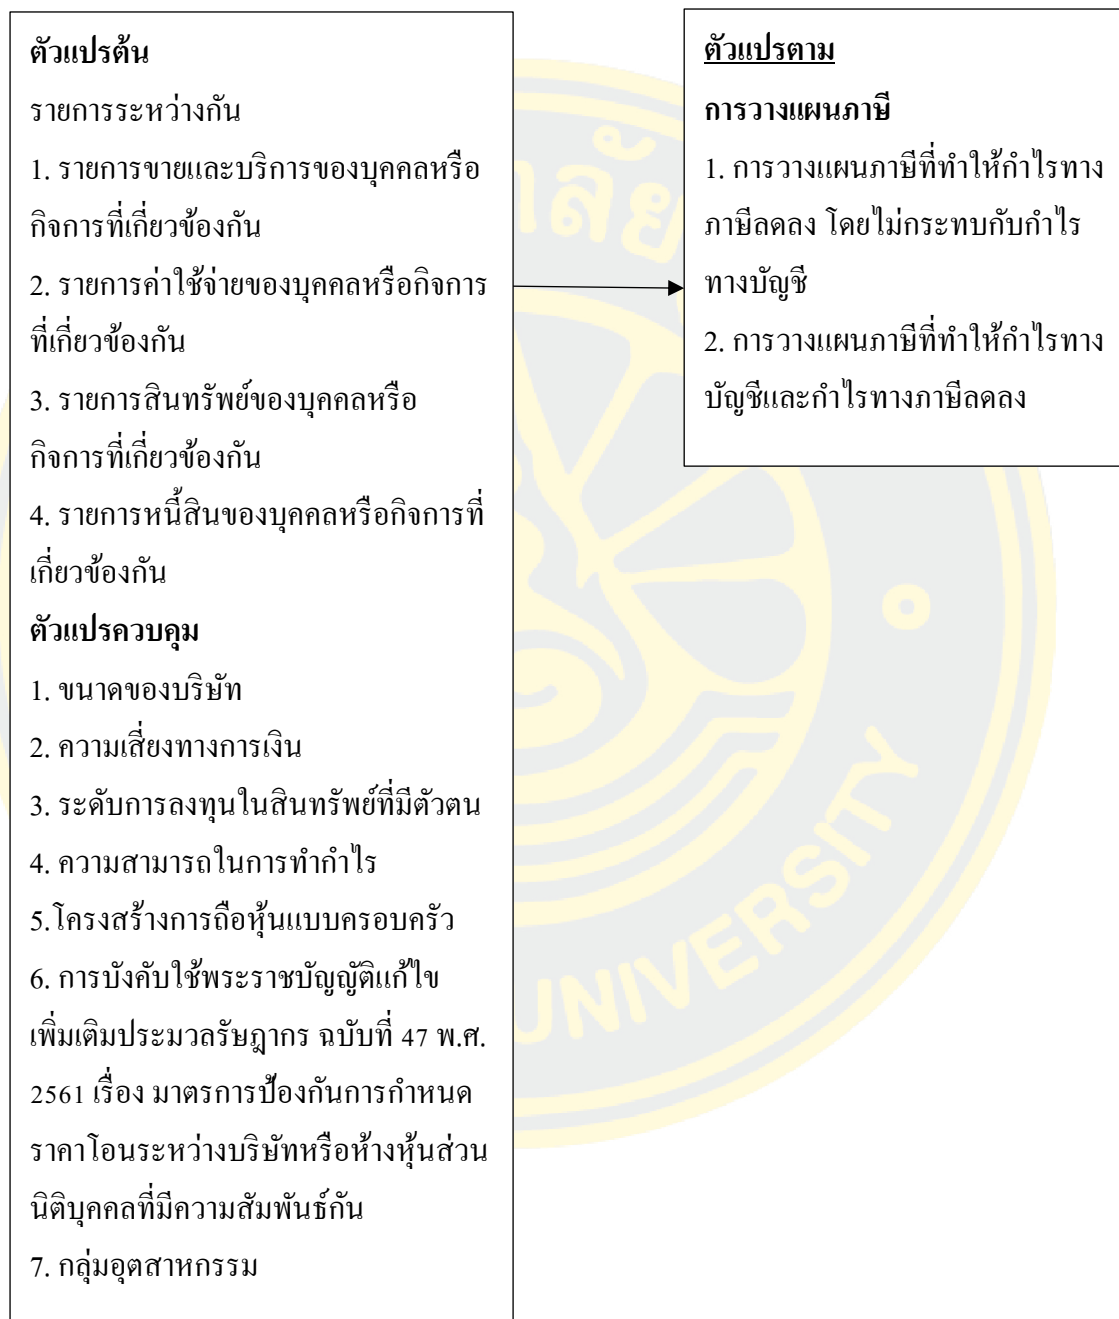 ตัวแปรต้น
รายการระหว่างกัน
1. รายการขายและบริการของบุคคลหรือ
กิจการที่เกี่ยวข้องกัน
2. รายการค่าใช้จ่ายของบุคคลหรือกิจการ
ที่เกี่ยวข้องกัน
3. รายการสินทรัพย์ของบุคคลหรือ
กิจการที่เกี่ยวข้องกัน
4. รายการหนี้สินของบุคคลหรือกิจการที่
เกี่ยวข้องกัน
ตัวแปรควบคุม
1. ขนาดของบริษัท
2. ความเสี่ยงทางการเงิน
3. ระดับการลงทุนในสินทรัพย์ที่มีตัวตน
4. ความสามารถในการทำกำไร
5.โครงสร้างการถือหุ้นแบบครอบครัว
6. การบังคับใช้พระราชบัญญัติแก้ไข
เพิ่มเติมประมวลรัษฎากร ฉบับที่ 47 พ.ศ.
2561 เรื่อง มาตรการป้องกันการกำหนด
ราคาโอนระหว่างบริษัทหรือห้างหุ้นส่วน
นิติบุคคลที่มีความสัมพันธ์กัน
7. กลุ่มอุตสาหกรรม
ตัวแปรตาม
การวางแผนภาษี
1. การวางแผนภาษีที่ทำให้กำไรทาง
ภาษีลดลง โดยไม่กระทบกับกำไร
ทางบัญชี
2. การวางแผนภาษีที่ทำให้กำไรทาง
บัญชีและกำไรทางภาษีลดลง
UNIVERSITY